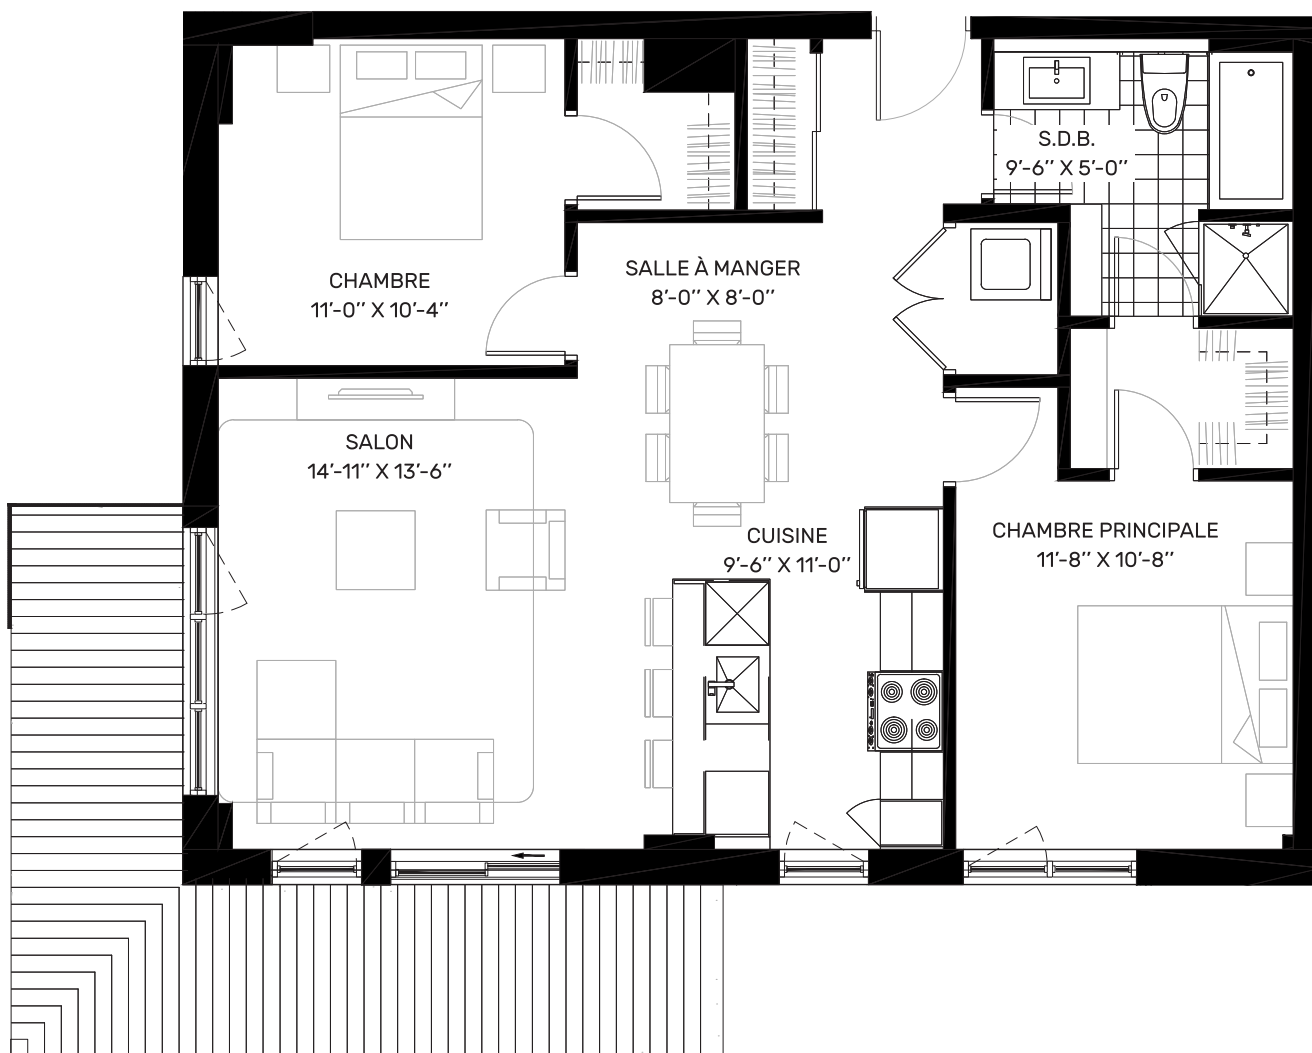 S.D.B.
9'-6'' X 5'-0''
CHAMBRE
11'-0'' X 10'-4''
SALLE À MANGER
8'-0'' X 8'-0''
SALON
14'-11'' X 13'-6''
CUISINE
9'-6'' X 11'-0''
CHAMBRE PRINCIPALE
11'-8'' X 10'-8''